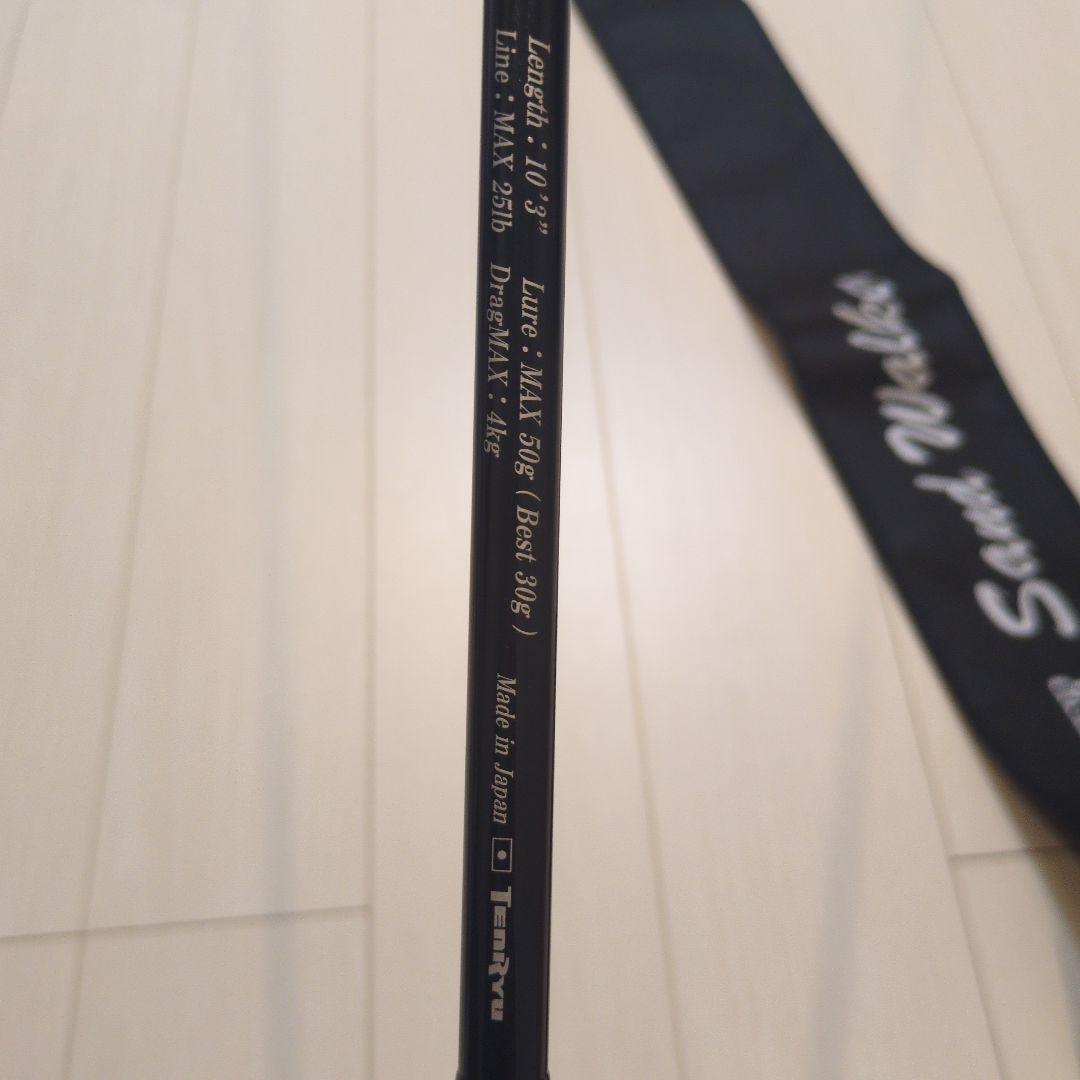 Length : 10’3” Lure : MAX 50g ( Best 30g ) Made in Japan TENRYU
Line : MAX 25lb DragMAX : 4kg
Sand Walker